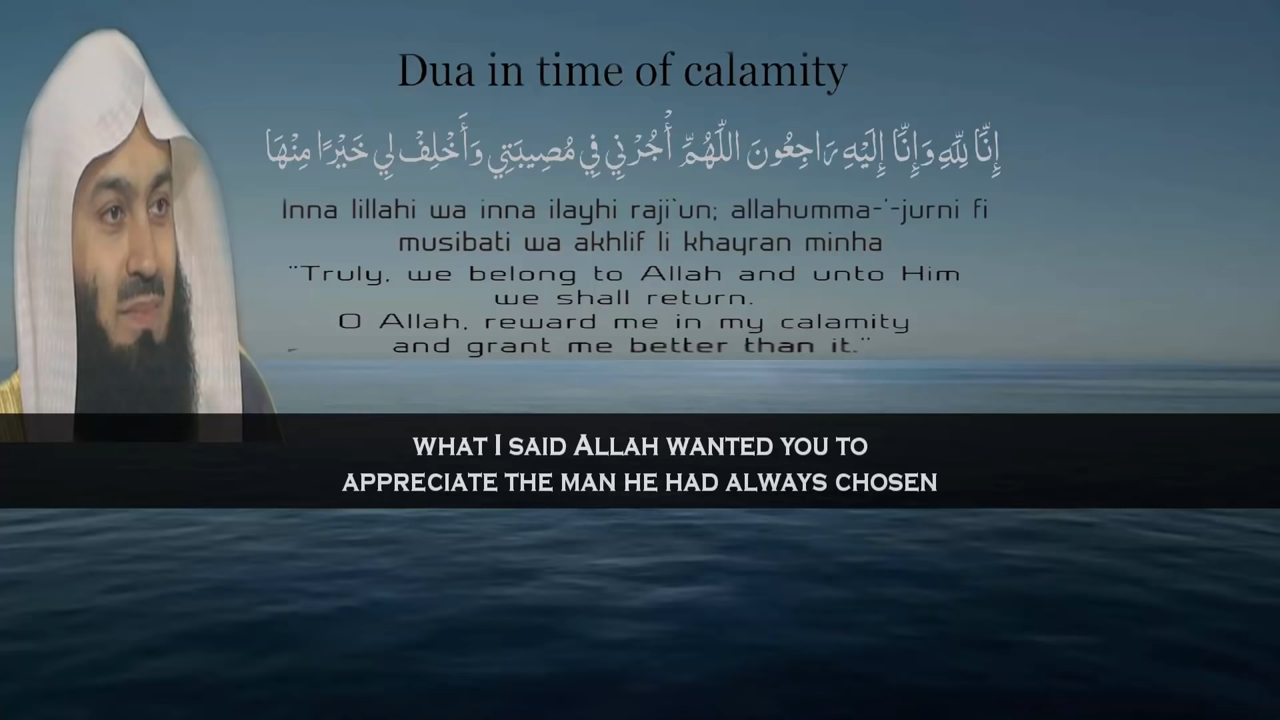 Dua in time of calamity
إِنَّا لِلَّهِ وَإِنَّا إِلَيْهِ رَاجِعُونَ اللَّهُمَّ أْجُرْنِي فِي مُصِيبَتِي وَأَخْلِفْ لِي خَيْرًا مِنْهَا
Inna lillahi wa inna ilayhi raji`un; allahumma-'-jurni fi
musibati wa akhlif li khayran minha
"Truly, we belong to Allah and unto Him
we shall return.
O Allah, reward me in my calamity
and grant me better than it."
WHAT I SAID ALLAH WANTED YOU TO
APPRECIATE THE MAN HE HAD ALWAYS CHOSEN